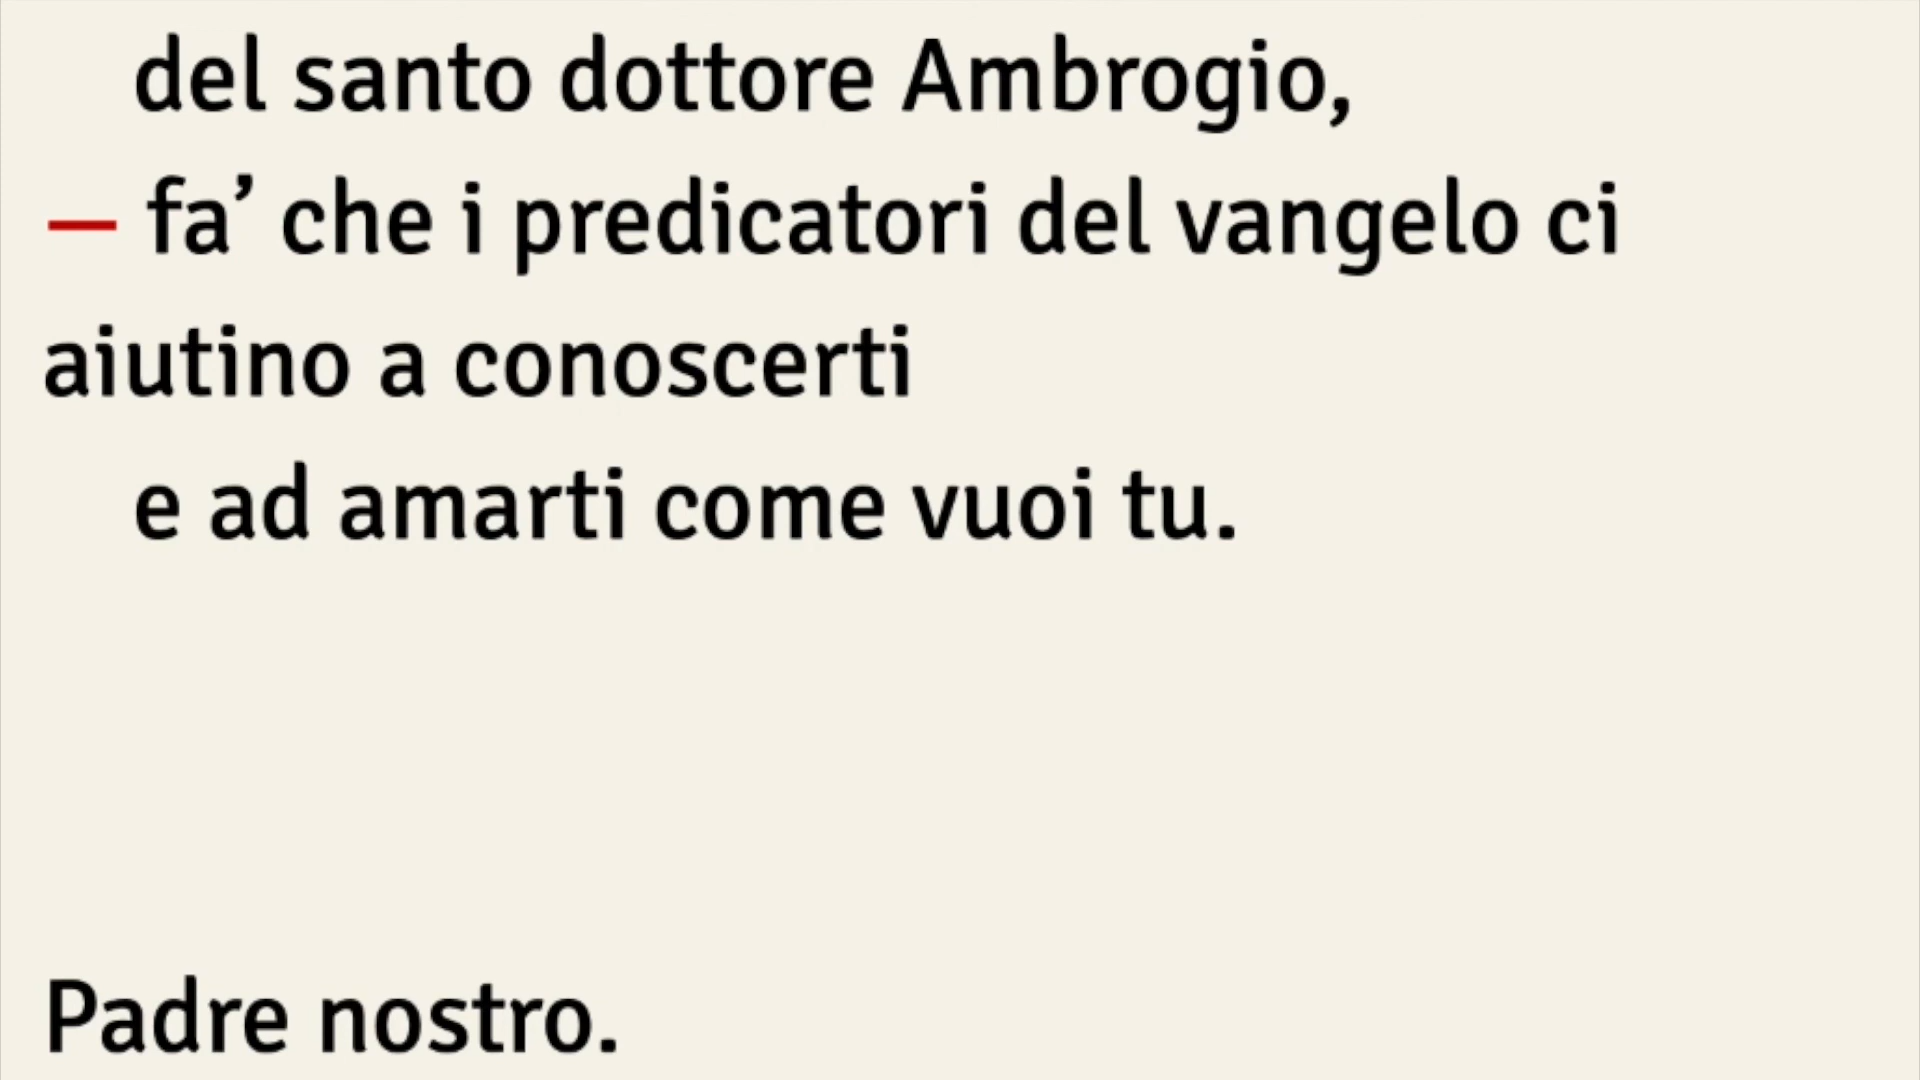 del santo dottore Ambrogio,
— fa’ che i predicatori del vangelo ci
aiutino a conoscerti
e ad amarti come vuoi tu.
Padre nostro.